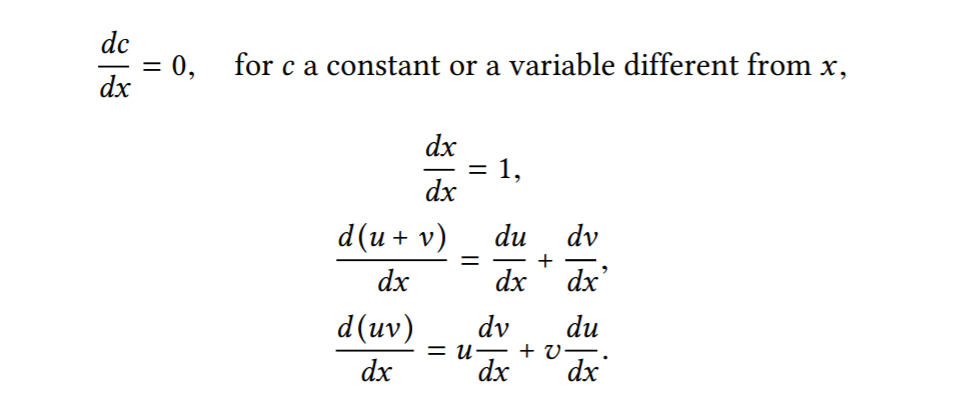 dc/dx = 0, for c a constant or a variable different from x,
dx/dx = 1,
d(u + v)/dx = du/dx + dv/dx,
d(uv)/dx = u dv/dx + v du/dx.